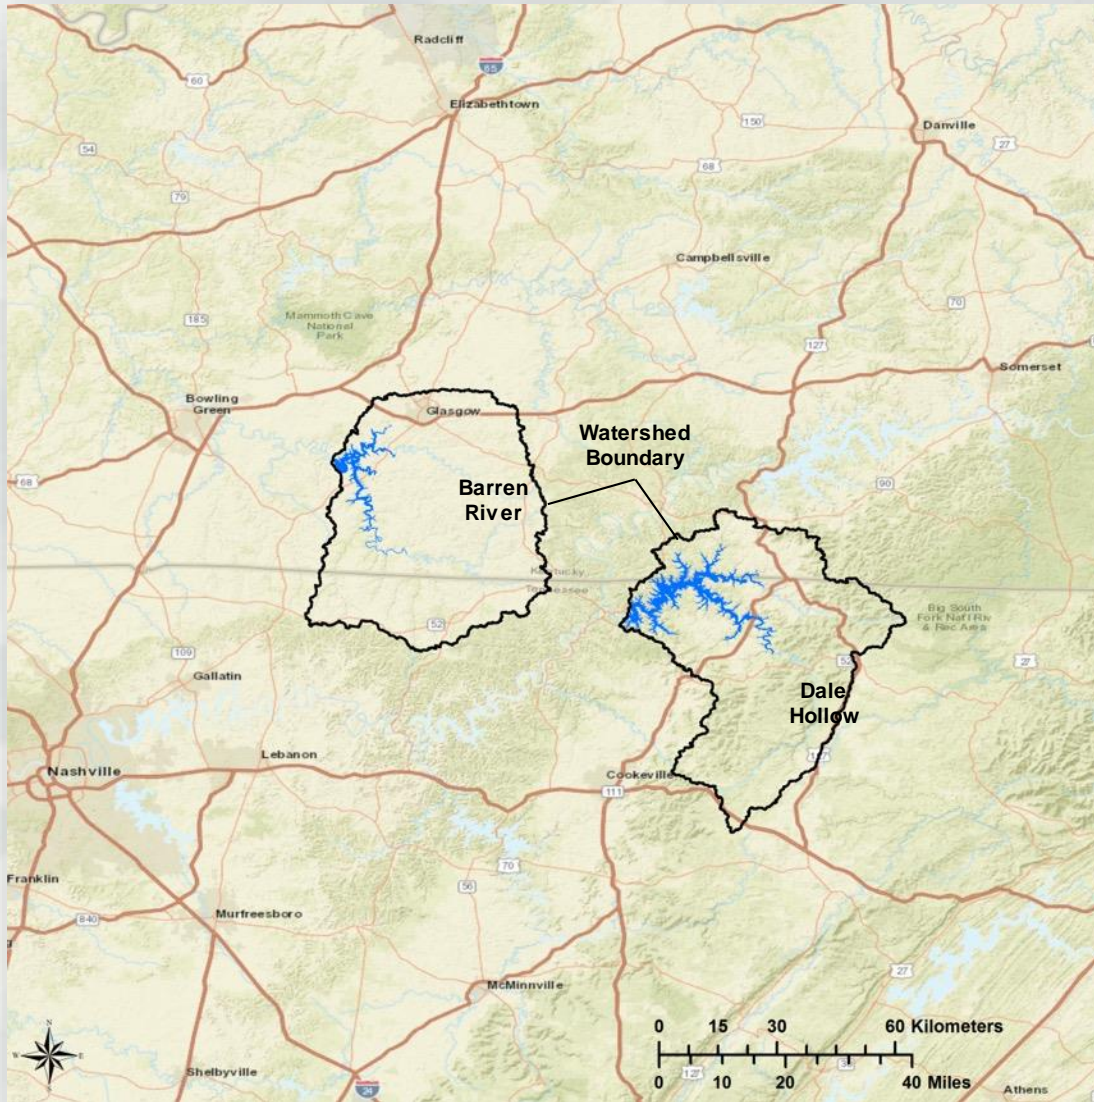 Radcliff
65
60
Elizabethtown
150
Danville
27
54
68
79
Campbellsville
70
185
Mammoth Cave
National
Park
127
Somerset
Bowling
Green
Glasgow
Watershed
Boundary
68
Barren
River
90
Kentucky
Tennessee
52
Big South
Fork Nat'l Riv
& Rec Area
109
27
Gallatin
52
Dale
Hollow
Lebanon
Nashville
Cookeville
111
70
Franklin
56
840
Murfreesboro
27
McMinnville
N
W
E
S
0 15 30 60 Kilometers
0 10 20 40 Miles
Shelbyville
24
127
Athens